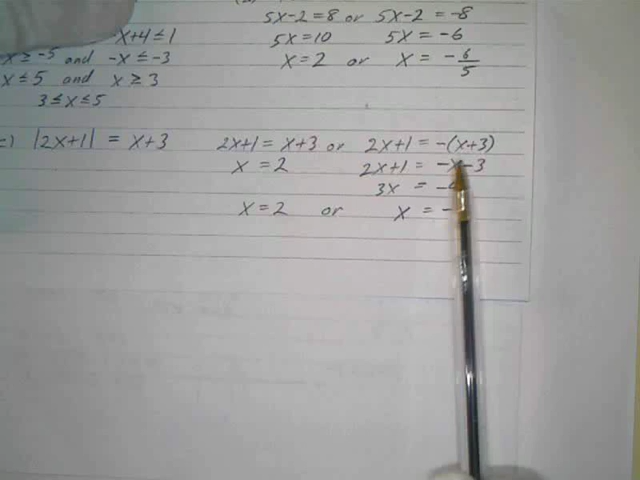 5x-2=8 or 5x-2=-8
-x+4≤1 5x=10 5x=-6
x≥-5 and -x≤-3 x=2 or x=-6/5
x≤5 and x≥3
3≤x≤5
c) |2x+1| = x+3 2x+1=x+3 or 2x+1=-(x+3)
x=2 2x+1=-x-3
3x =-
x=2 or x=-